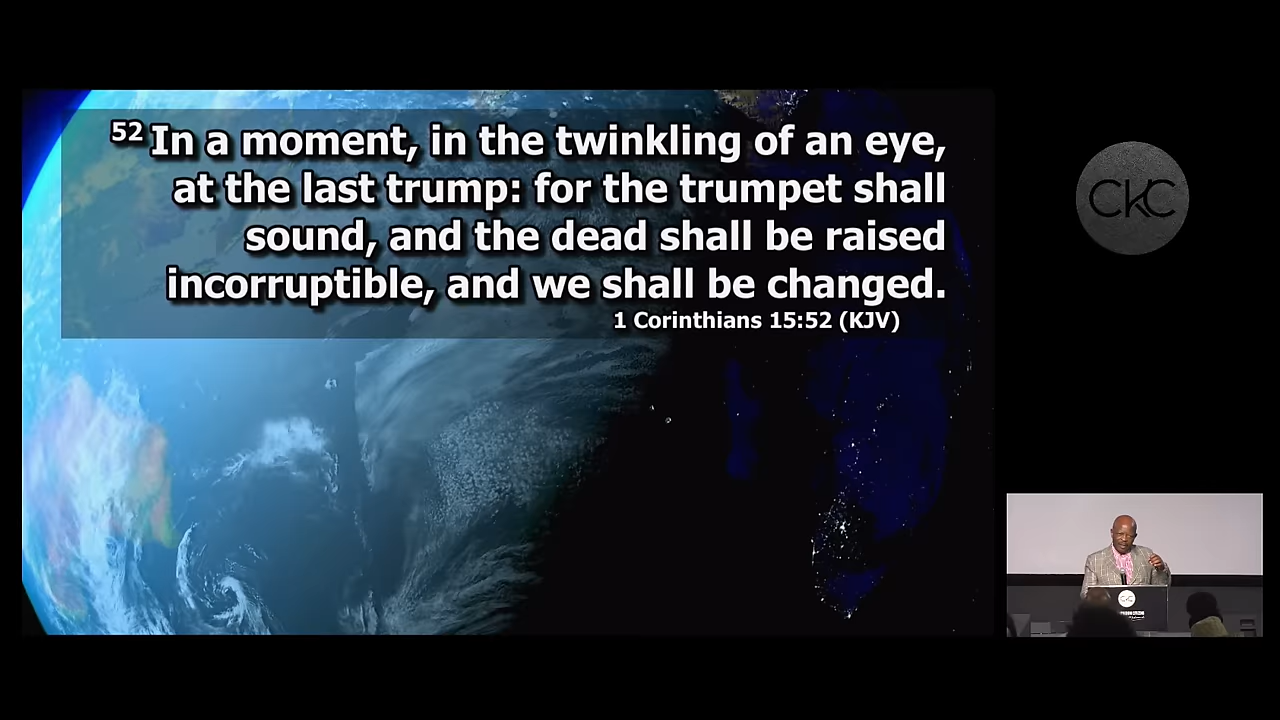 52 In a moment, in the twinkling of an eye,
at the last trump: for the trumpet shall
sound, and the dead shall be raised
incorruptible, and we shall be changed.
1 Corinthians 15:52 (KJV)
CKC
CKC